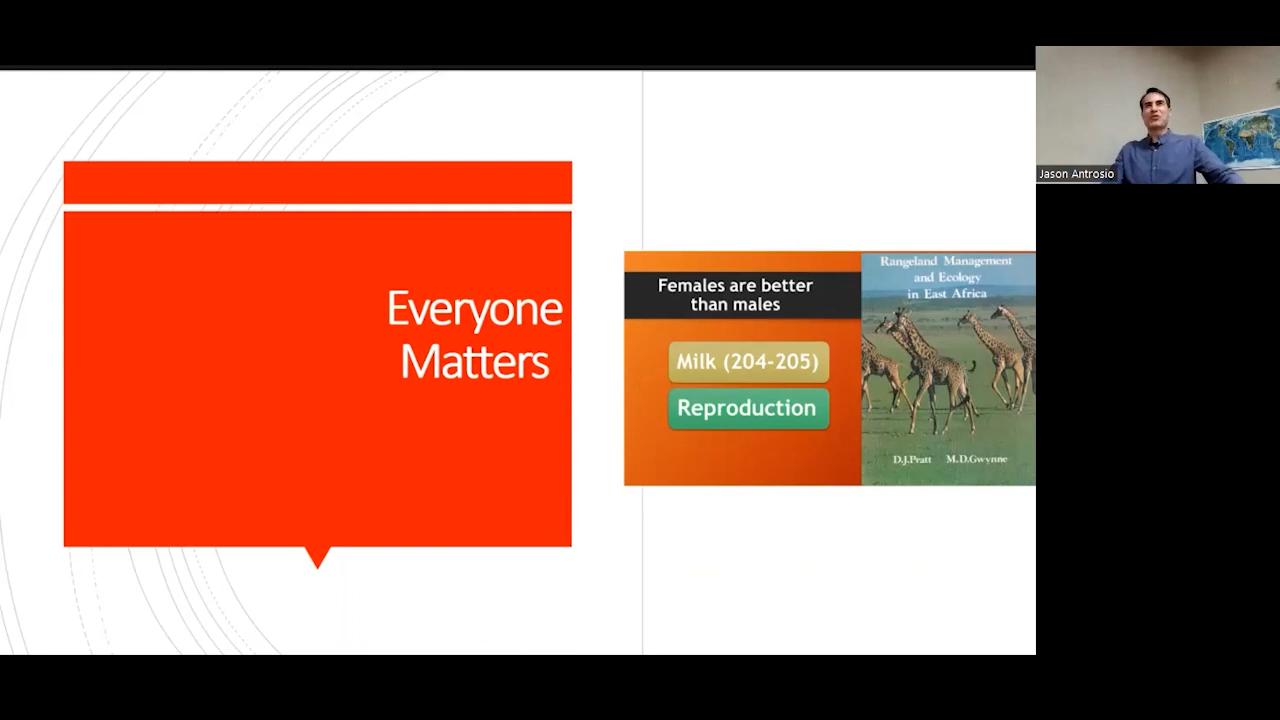 Everyone
Matters
Females are better
than males
Milk (204-205)
Reproduction
Rangeland Management
and Ecology
in East Africa
D.J.Pratt M.D.Gwynne
Jason Antrosio